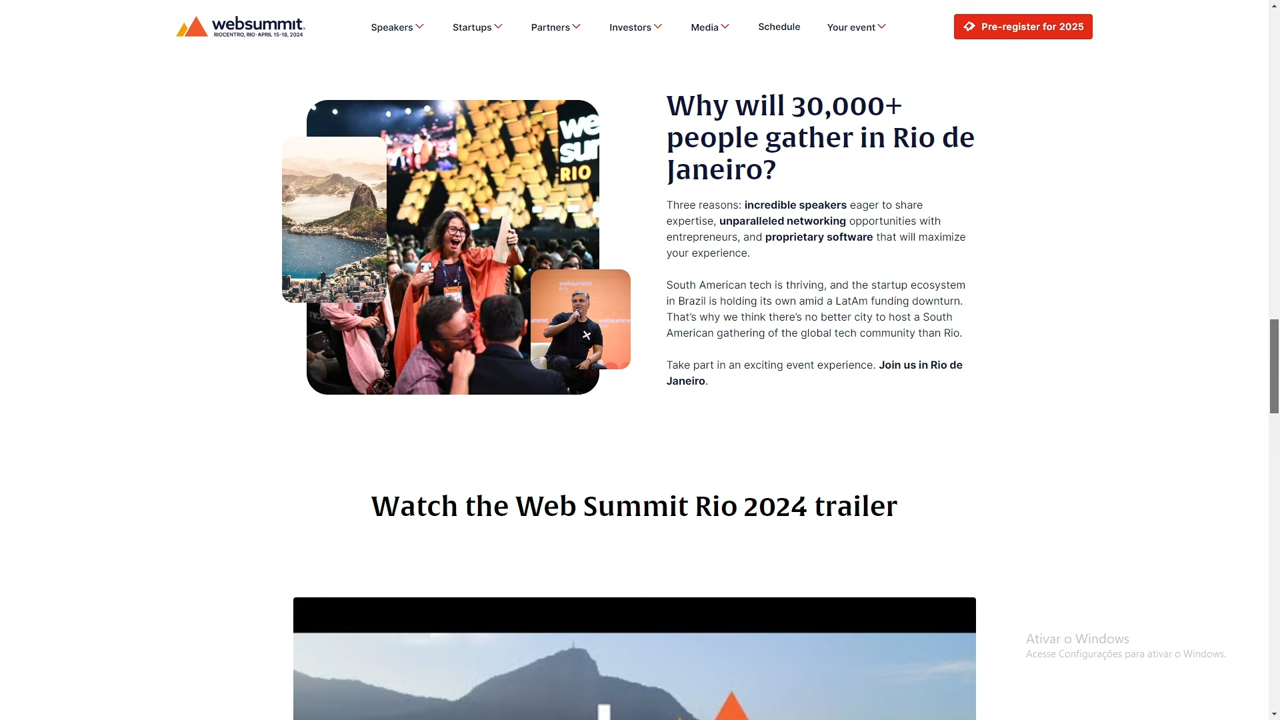 websummit
RIOCENTRO, RIO·APRIL 15-18, 2024
Speakers
Startups
Partners
Investors
Media
Schedule
Your event
Pre-register for 2025
RIO
websummit
Why will 30,000+
people gather in Rio de
Janeiro?
Three reasons: incredible speakers eager to share
expertise, unparalleled networking opportunities with
entrepreneurs, and proprietary software that will maximize
your experience.
South American tech is thriving, and the startup ecosystem
in Brazil is holding its own amid a LatAm funding downturn.
That’s why we think there’s no better city to host a South
American gathering of the global tech community than Rio.
Take part in an exciting event experience. Join us in Rio de
Janeiro.
Watch the Web Summit Rio 2024 trailer
Ativar o Windows
Acesse Configurações para ativar o Windows.